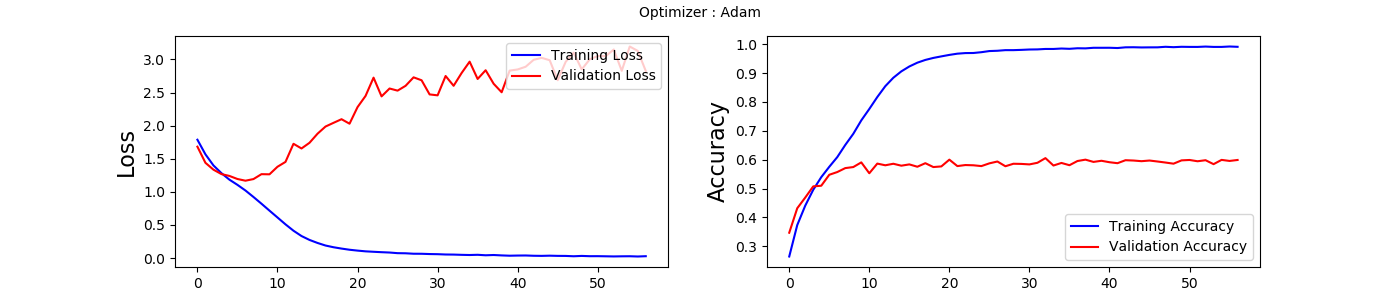 Optimizer : Adam
Loss
3.0
2.5
2.0
1.5
1.0
0.5
0.0
0 10 20 30 40 50
Training Loss
Validation Loss
Accuracy
1.0
0.9
0.8
0.7
0.6
0.5
0.4
0.3
0 10 20 30 40 50
Training Accuracy
Validation Accuracy